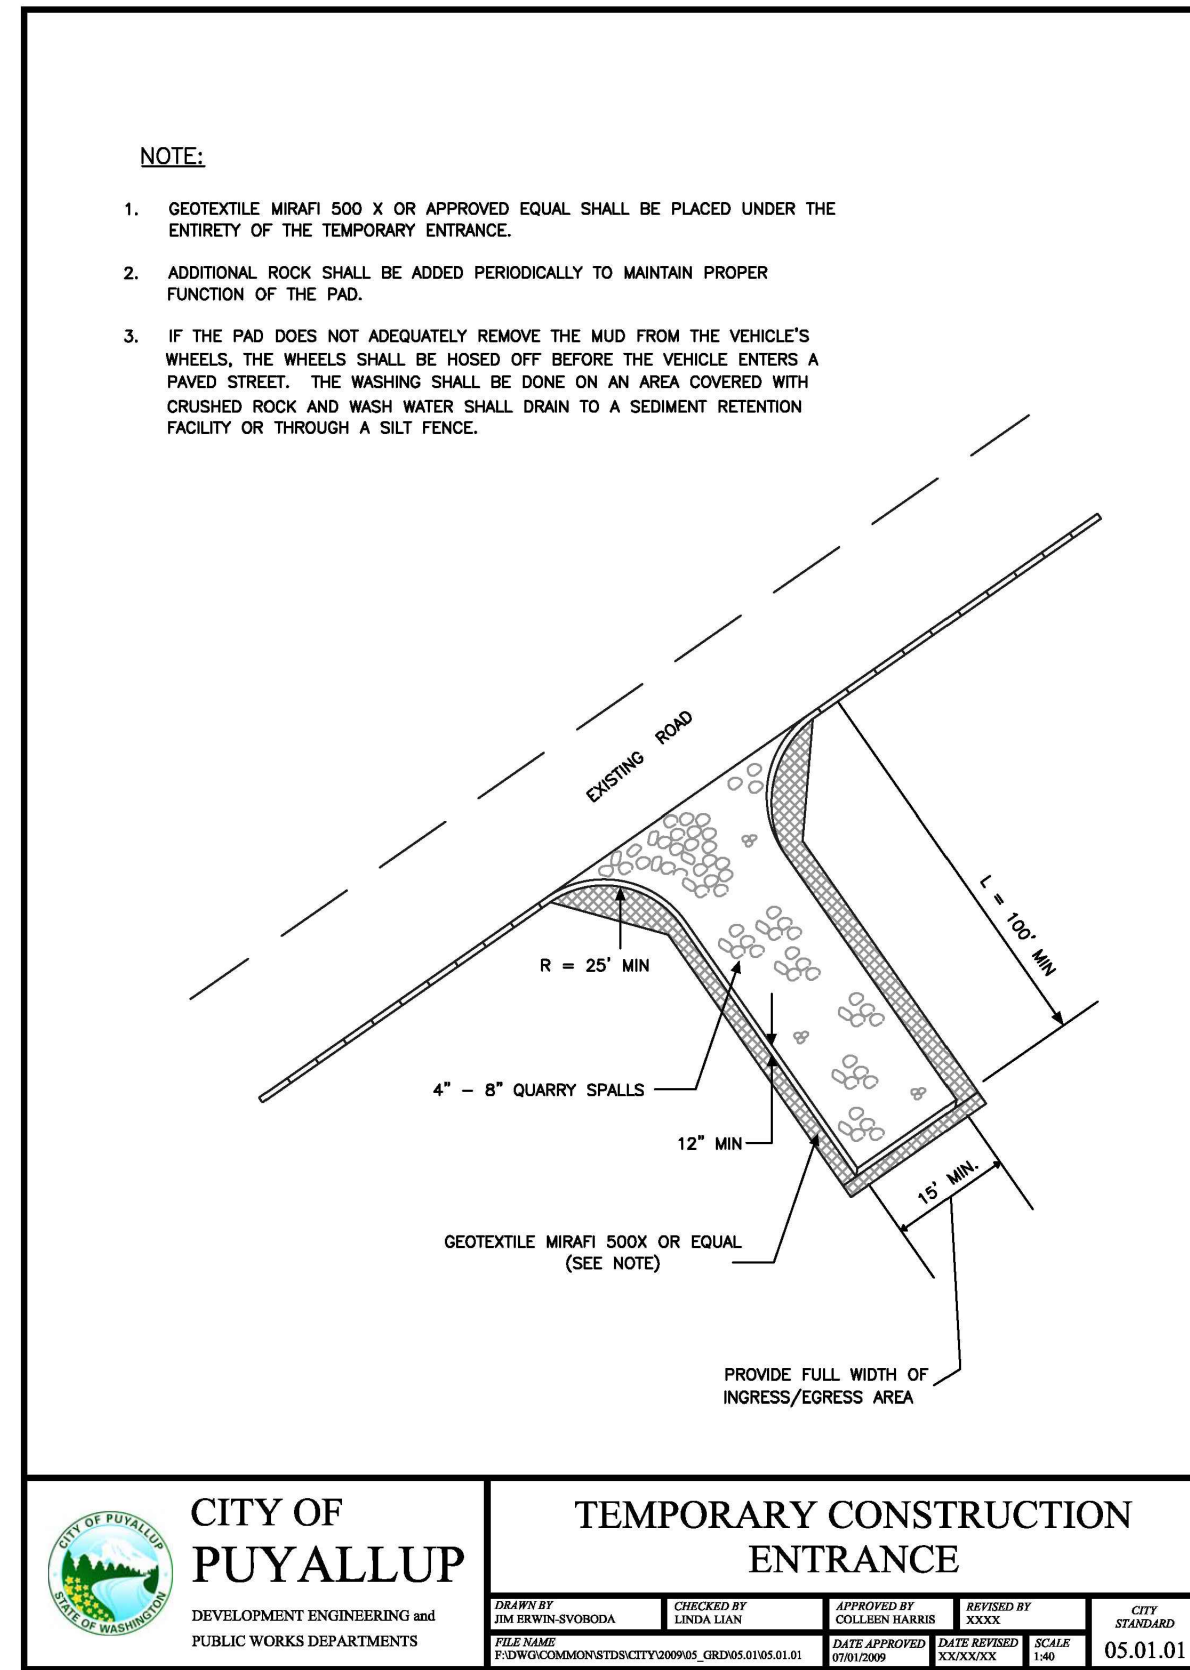 NOTE:
1. GEOTEXTILE MIRAFI 500 X OR APPROVED EQUAL SHALL BE PLACED UNDER THE
ENTIRETY OF THE TEMPORARY ENTRANCE.
2. ADDITIONAL ROCK SHALL BE ADDED PERIODICALLY TO MAINTAIN PROPER
FUNCTION OF THE PAD.
3. IF THE PAD DOES NOT ADEQUATELY REMOVE THE MUD FROM THE VEHICLE'S
WHEELS, THE WHEELS SHALL BE HOSED OFF BEFORE THE VEHICLE ENTERS A
PAVED STREET. THE WASHING SHALL BE DONE ON AN AREA COVERED WITH
CRUSHED ROCK AND WASH WATER SHALL DRAIN TO A SEDIMENT RETENTION
FACILITY OR THROUGH A SILT FENCE.
EXISTING ROAD
L = 100' MIN
R = 25' MIN
4" – 8" QUARRY SPALLS
12" MIN
15' MIN.
GEOTEXTILE MIRAFI 500X OR EQUAL
(SEE NOTE)
PROVIDE FULL WIDTH OF
INGRESS/EGRESS AREA
CITY OF PUYALLUP
STATE OF WASHINGTON
CITY OF
PUYALLUP
DEVELOPMENT ENGINEERING and
PUBLIC WORKS DEPARTMENTS
TEMPORARY CONSTRUCTION
ENTRANCE
DRAWN BY
JIM ERWIN-SVOBODA
CHECKED BY
LINDA LIAN
APPROVED BY
COLLEEN HARRIS
REVISED BY
XXXX
FILE NAME
F:\DWG\COMMON\STDS\CITY\2009\05_GRD\05.01\05.01.01
DATE APPROVED
07/01/2009
DATE REVISED
XX/XX/XX
SCALE
1:40
CITY
STANDARD
05.01.01